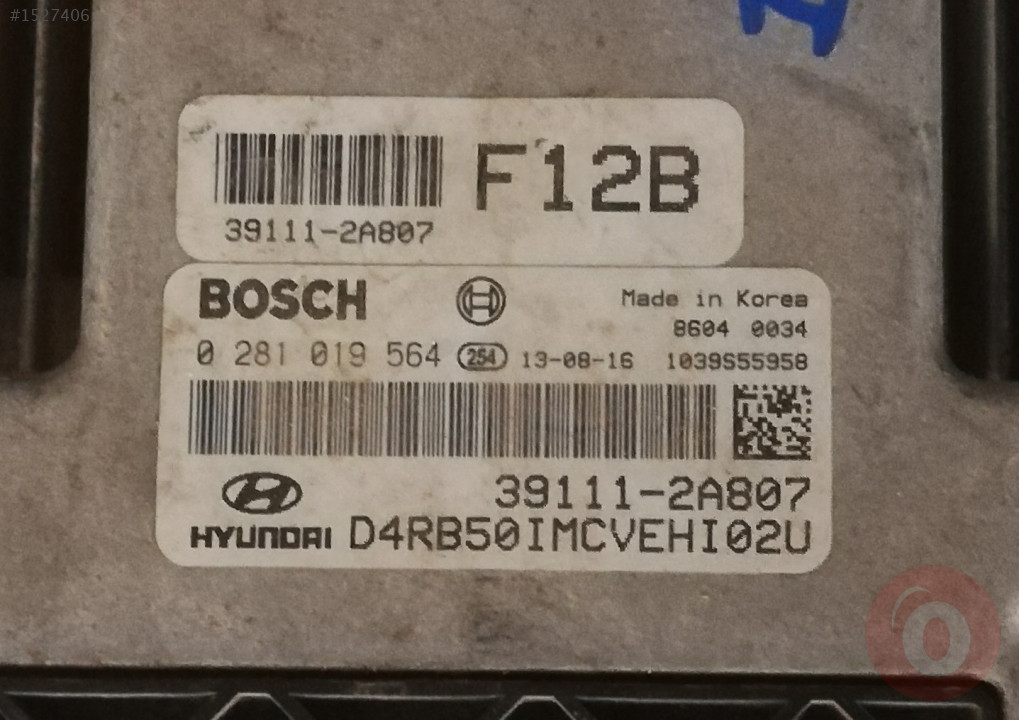 #1527406
39111-2A807
F12B
BOSCH
Made in Korea
8604 0034
0 281 019 564 254 13-08-16 1039S55958
39111-2A807
HYUNDAI D4RB50IMCVEHI02U